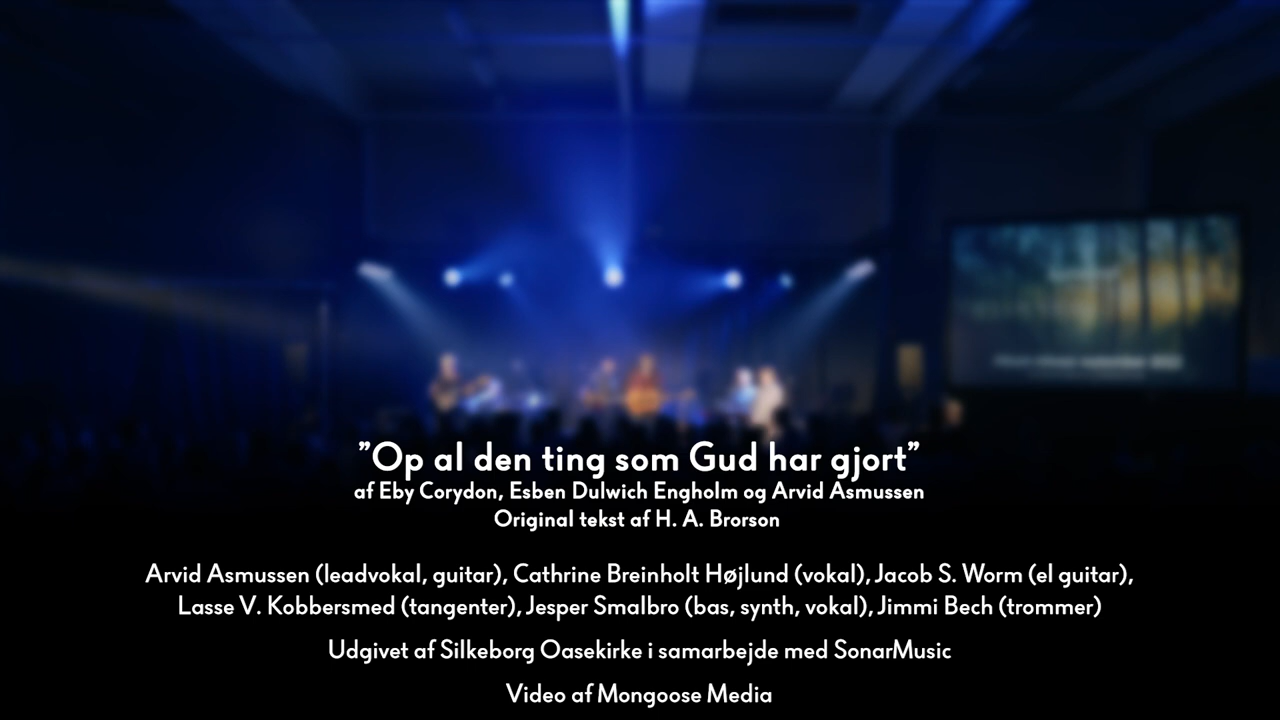 ”Op al den ting som Gud har gjort”
af Eby Corydon, Esben Dulwich Engholm og Arvid Asmussen
Original tekst af H. A. Brorson
Arvid Asmussen (leadvokal, guitar), Cathrine Breinholt Højlund (vokal), Jacob S. Worm (el guitar),
Lasse V. Kobbersmed (tangenter), Jesper Smalbro (bas, synth, vokal), Jimmi Bech (trommer)
Udgivet af Silkeborg Oasekirke i samarbejde med SonarMusic
Video af Mongoose Media